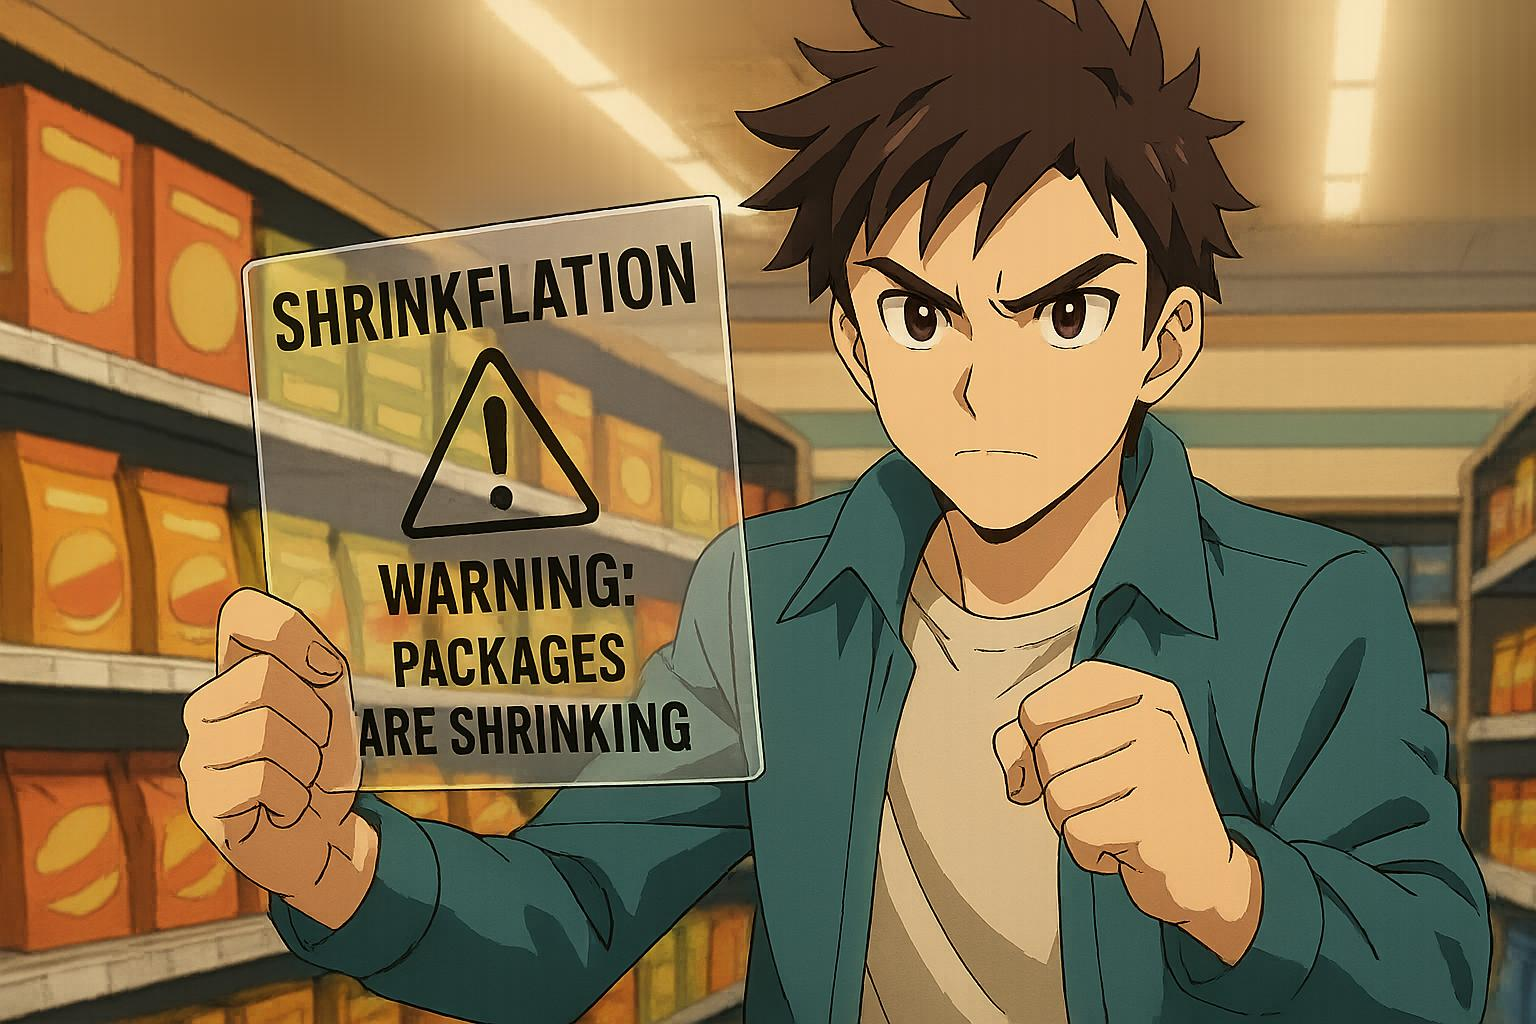 SHRINKFLATION
!
WARNING:
PACKAGES
ARE SHRINKING